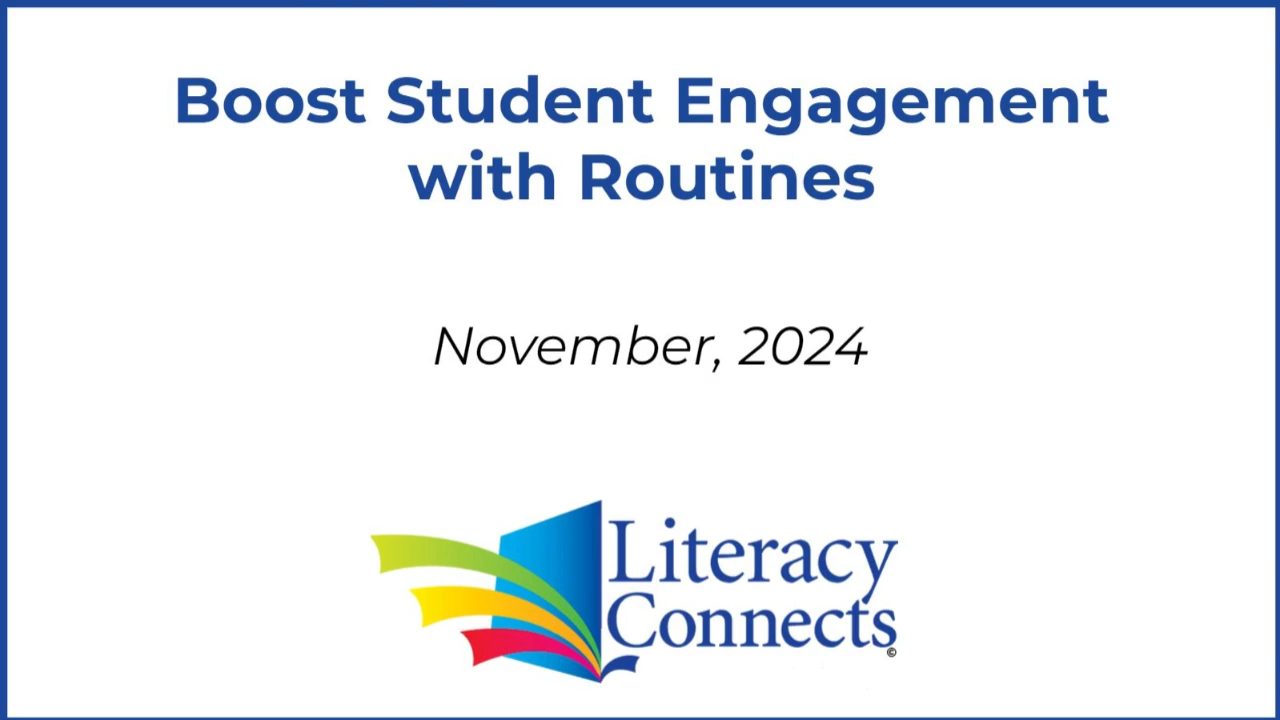 Boost Student Engagement
with Routines
November, 2024
Literacy
Connects
©